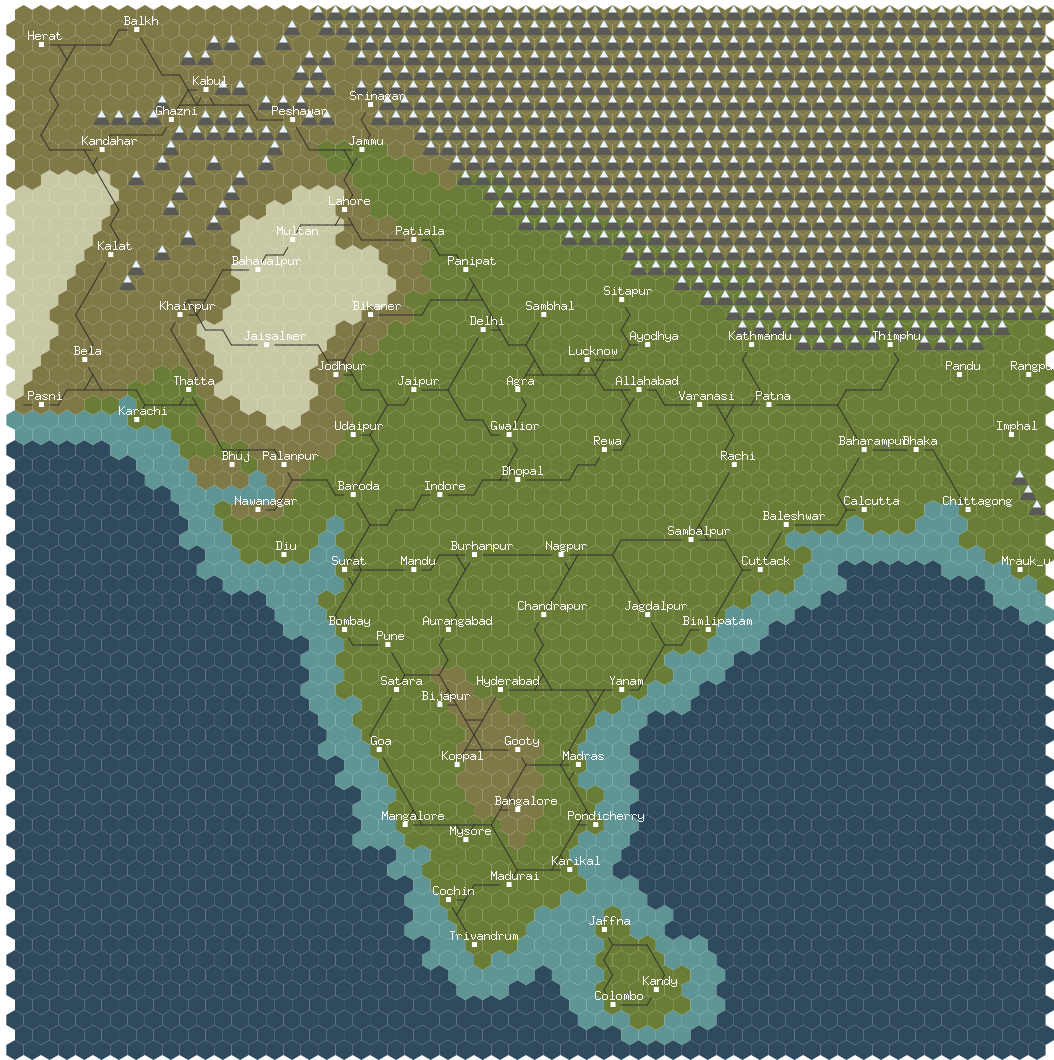 Balkh
Herat
Kabul
Srinagar
Ghazni
Peshawan
Kandahar
Jammu
Lahore
Multan
Patiala
Kalat
Bahawalpur
Panipat
Sitapur
Khairpur
Bikaner
Sambhal
Delhi
Jaisalmer
Ayodhya
Kathmandu
Thimphu
Bela
Lucknow
Jodhpur
Pandu
Rangpu
Thatta
Jaipur
Agra
Allahabad
Pasni
Varanasi
Patna
Karachi
Udaipur
Gwalior
Imphal
Rewa
Baharampur
Dhaka
Bhuj
Palanpur
Rachi
Bhopal
Baroda
Indore
Nawanagar
Calcutta
Chittagong
Baleshwar
Sambalpur
Diu
Burhanpur
Nagpur
Surat
Mandu
Cuttack
Mrauk_u
Chandrapur
Jagdalpur
Bombay
Aurangabad
Bimlipatam
Pune
Satara
Hyderabad
Yanam
Bijapur
Goa
Gooty
Koppal
Madras
Bangalore
Mangalore
Pondicherry
Mysore
Karikal
Madurai
Cochin
Jaffna
Trivandrum
Kandy
Colombo